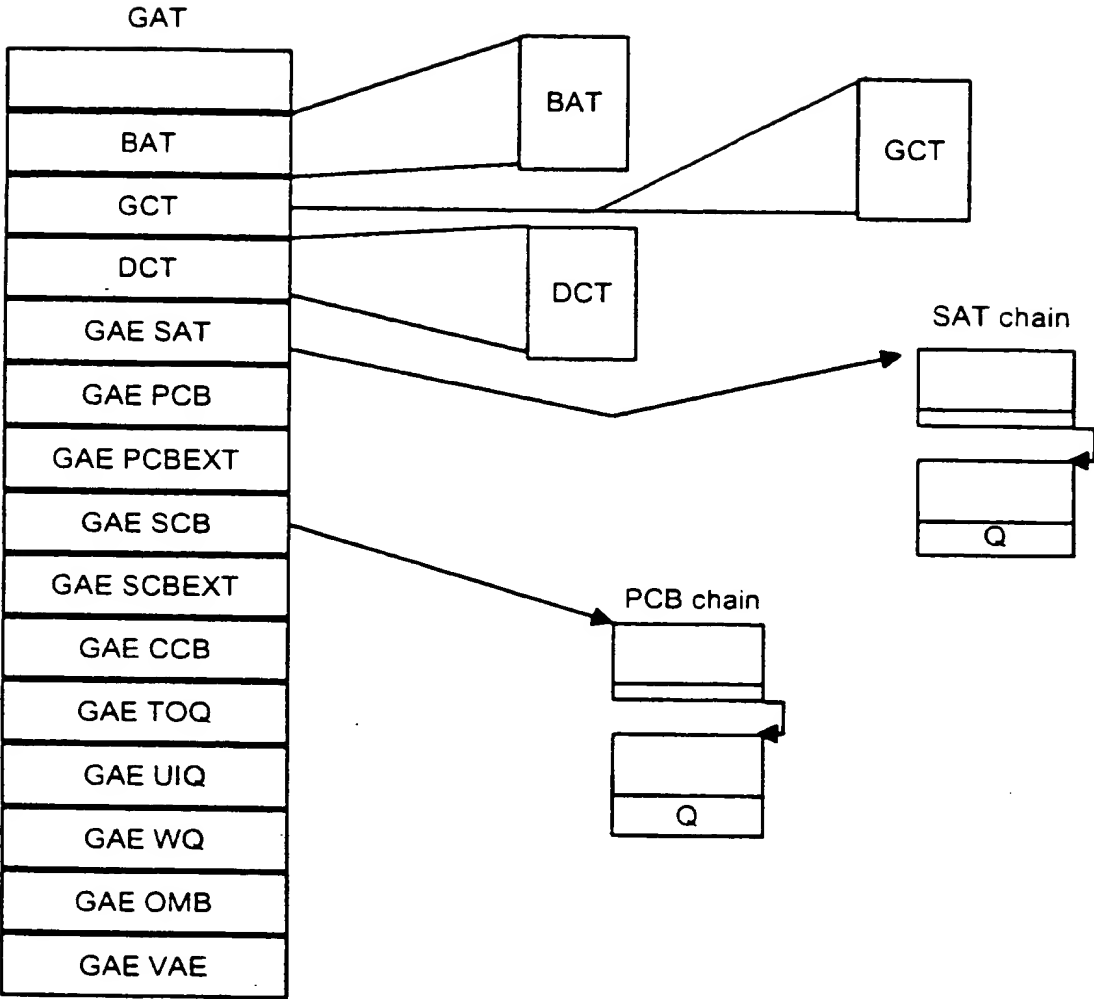 GAT
BAT
GCT
DCT
GAE SAT
GAE PCB
GAE PCBEXT
GAE SCB
GAE SCBEXT
GAE CCB
GAE TOQ
GAE UIQ
GAE WQ
GAE OMB
GAE VAE
BAT
GCT
DCT
SAT chain
Q
PCB chain
Q